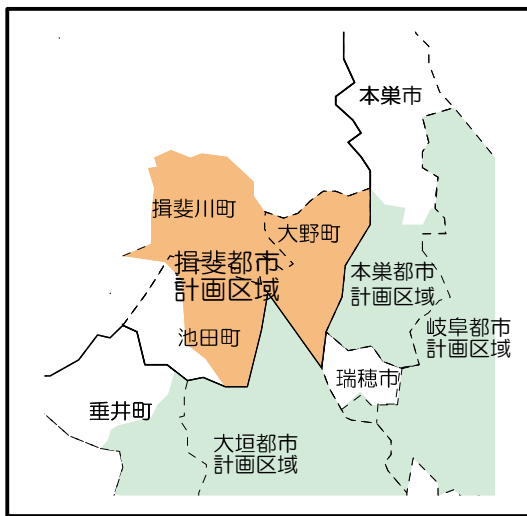 本巣市
揖斐川町
大野町
揖斐都市
計画区域
本巣都市
計画区域
岐阜都市
計画区域
池田町
瑞穂市
垂井町
大垣都市
計画区域